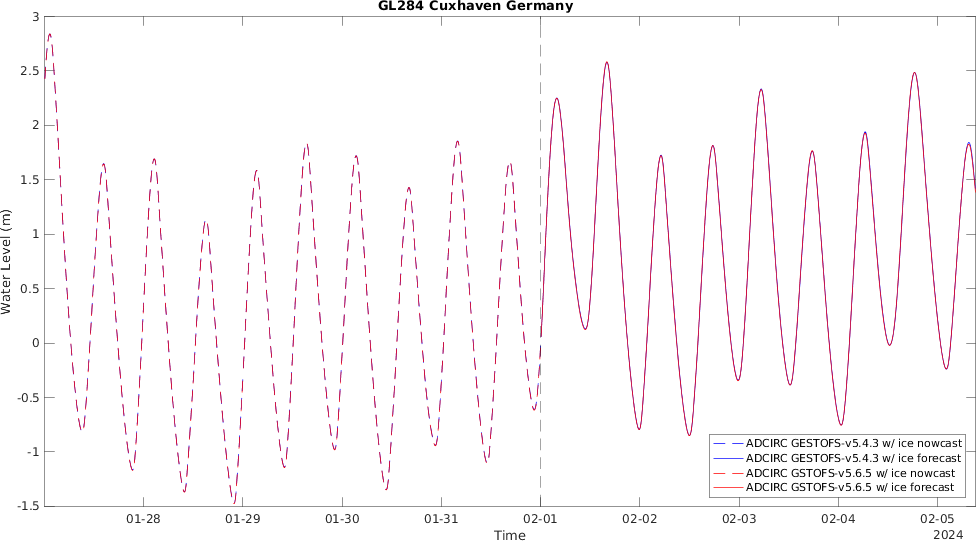 GL284 Cuxhaven Germany
3
2.5
2
1.5
1
0.5
0
-0.5
-1
-1.5
Water Level (m)
ADCIRC GESTOFS-v5.4.3 w/ ice nowcast
ADCIRC GESTOFS-v5.4.3 w/ ice forecast
ADCIRC GSTOFS-v5.6.5 w/ ice nowcast
ADCIRC GSTOFS-v5.6.5 w/ ice forecast
01-28 01-29 01-30 01-31 02-01 02-02 02-03 02-04 02-05
Time
2024